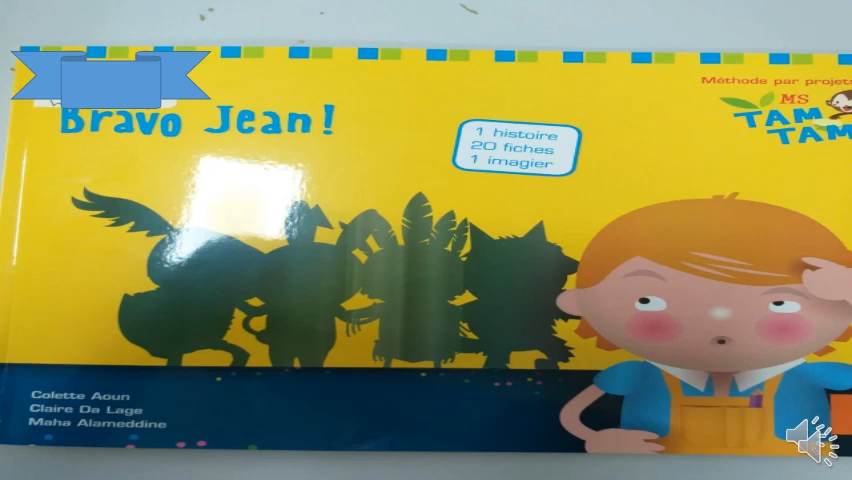 Méthode par projets
MS
TAM
TAM
Bravo Jean!
1 histoire
20 fiches
1 imagier
Colette Aoun
Claire Da Lage
Maha Alameddine